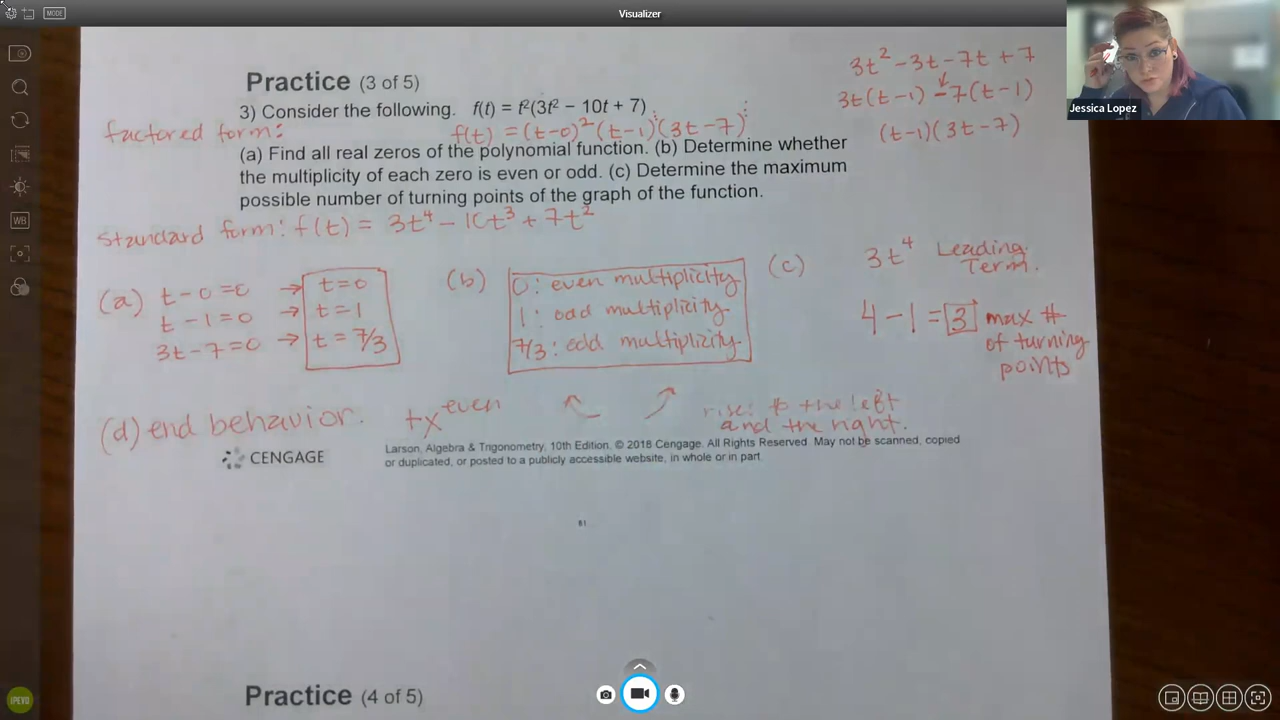 MODE
Visualizer
WB
Jessica Lopez
Practice (3 of 5)
3) Consider the following. f(t) = t²(3t² − 10t + 7)
factored form: f(t) = (t-0)² (t-1)¹ (3t-7)¹
(a) Find all real zeros of the polynomial function. (b) Determine whether
the multiplicity of each zero is even or odd. (c) Determine the maximum
possible number of turning points of the graph of the function.
3t² -3t -7t +7
3t(t-1) -7(t-1)
(t-1)(3t-7)
standard form: f(t) = 3t⁴ - 10t³ + 7t²
(a) t-0=0 → t=0
t-1=0 → t=1
3t-7=0 → t=7/3
(b) 0: even multiplicity
1: odd multiplicity
7/3: odd multiplicity
(c) 3t⁴ Leading
Term.
4-1=3 max #
of turning
points
(d) end behavior. +x^even
rises to the left
and the right.
CENGAGE
Larson, Algebra & Trigonometry, 10th Edition. © 2018 Cengage. All Rights Reserved. May not be scanned, copied
or duplicated, or posted to a publicly accessible website, in whole or in part.
61
Practice (4 of 5)
IPEVO